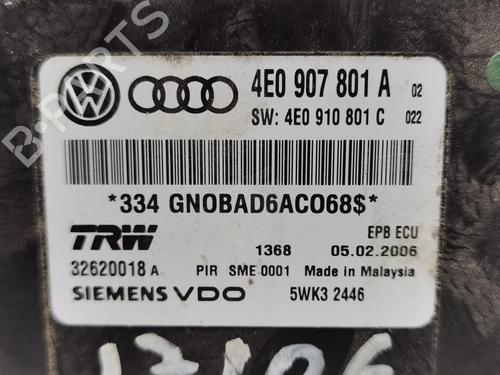 4E0 907 801 A 02
SW: 4E0 910 801 C 022
*334 GNOBAD6ACO68$*
TRW
EPB ECU
1368 05.02.2006
32620018 A PIR SME 0001 Made in Malaysia
SIEMENS VDO 5WK3 2446
B-PARTS